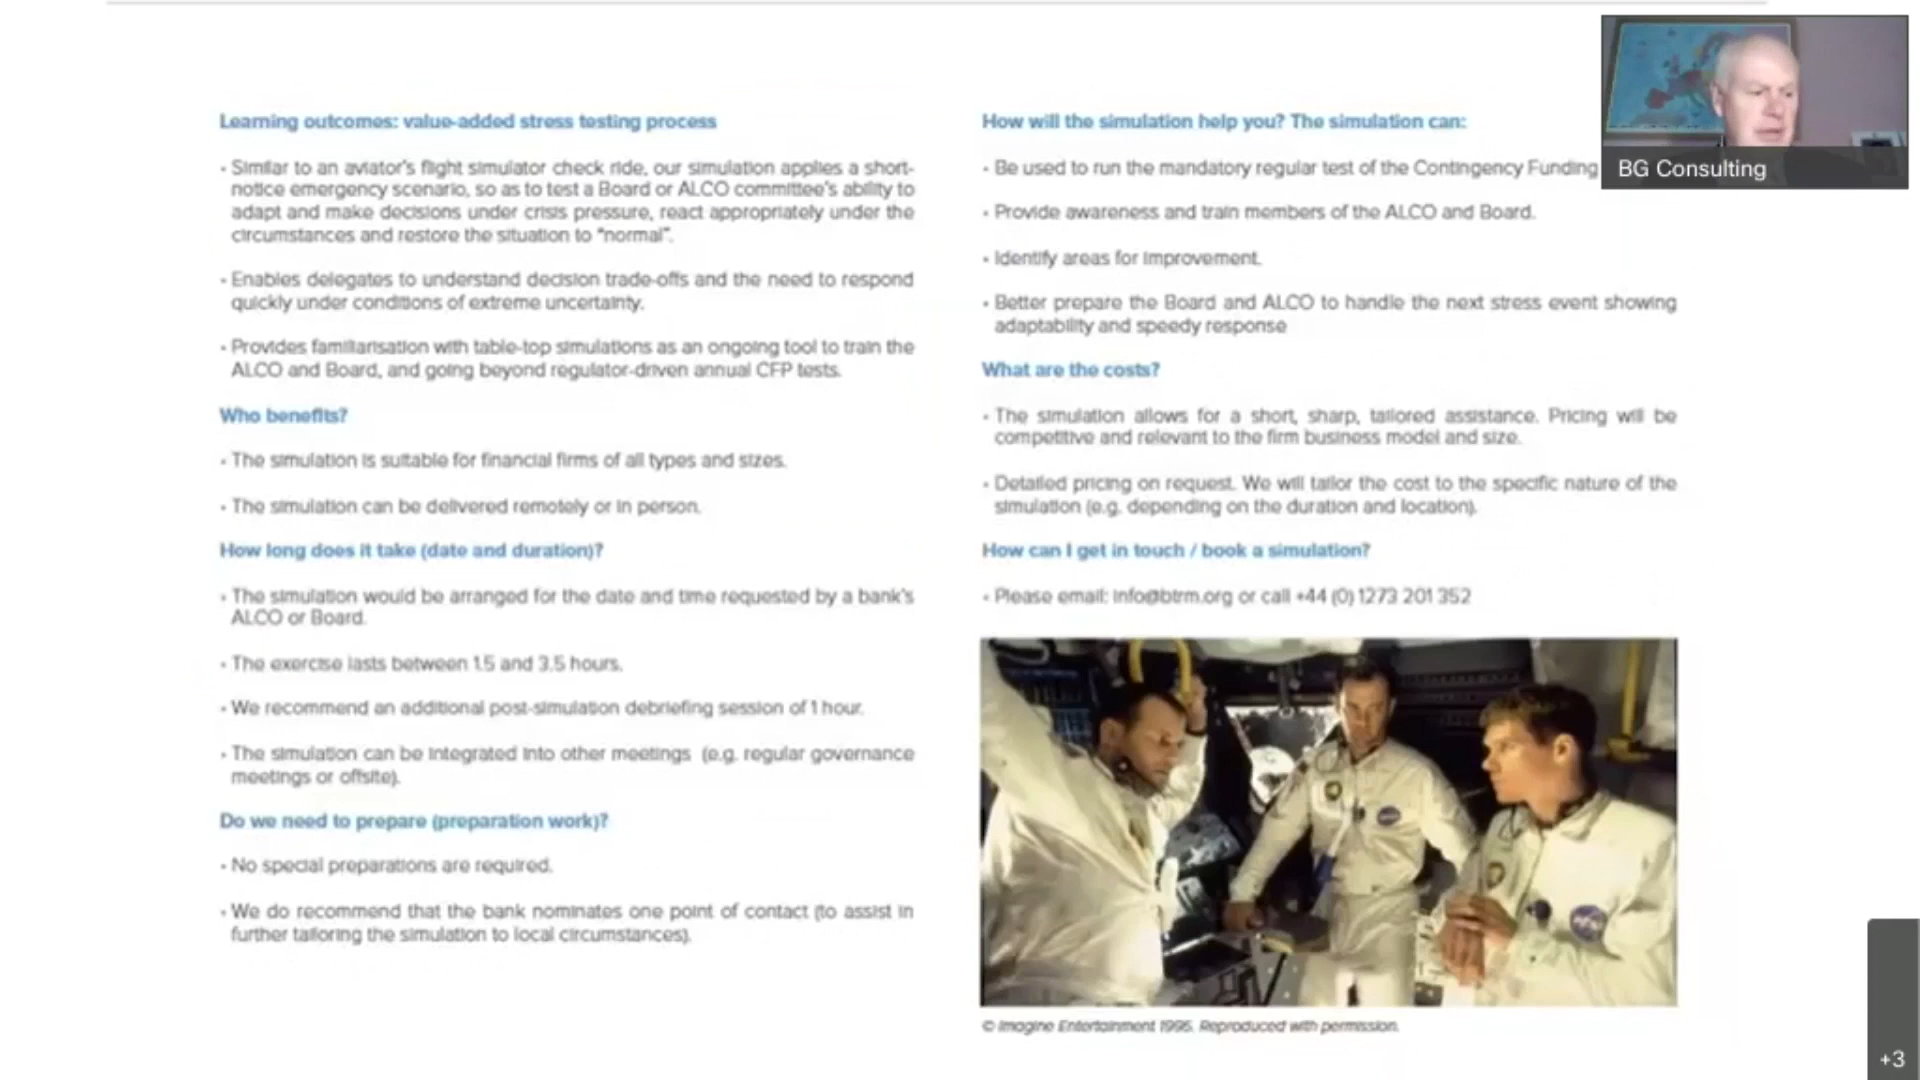 Learning outcomes: value-added stress testing process
• Similar to an aviator's flight simulator check ride, our simulation applies a short-
notice emergency scenario, so as to test a Board or ALCO committee's ability to
adapt and make decisions under crisis pressure, react appropriately under the
circumstances and restore the situation to "normal".
• Enables delegates to understand decision trade-offs and the need to respond
quickly under conditions of extreme uncertainty.
• Provides familiarisation with table-top simulations as an ongoing tool to train the
ALCO and Board, and going beyond regulator-driven annual CFP tests.
Who benefits?
• The simulation is suitable for financial firms of all types and sizes.
• The simulation can be delivered remotely or in person.
How long does it take (date and duration)?
• The simulation would be arranged for the date and time requested by a bank's
ALCO or Board.
• The exercise lasts between 1.5 and 3.5 hours.
• We recommend an additional post-simulation debriefing session of 1 hour.
• The simulation can be integrated into other meetings (e.g. regular governance
meetings or offsite).
Do we need to prepare (preparation work)?
• No special preparations are required.
• We do recommend that the bank nominates one point of contact (to assist in
further tailoring the simulation to local circumstances).
How will the simulation help you? The simulation can:
• Be used to run the mandatory regular test of the Contingency Funding
• Provide awareness and train members of the ALCO and Board.
• Identify areas for improvement.
• Better prepare the Board and ALCO to handle the next stress event showing
adaptability and speedy response
What are the costs?
• The simulation allows for a short, sharp, tailored assistance. Pricing will be
competitive and relevant to the firm business model and size.
• Detailed pricing on request. We will tailor the cost to the specific nature of the
simulation (e.g. depending on the duration and location).
How can I get in touch / book a simulation?
• Please email: info@btrm.org or call +44 (0) 1273 201 352
© Imagine Entertainment 1995. Reproduced with permission.
BG Consulting
+3